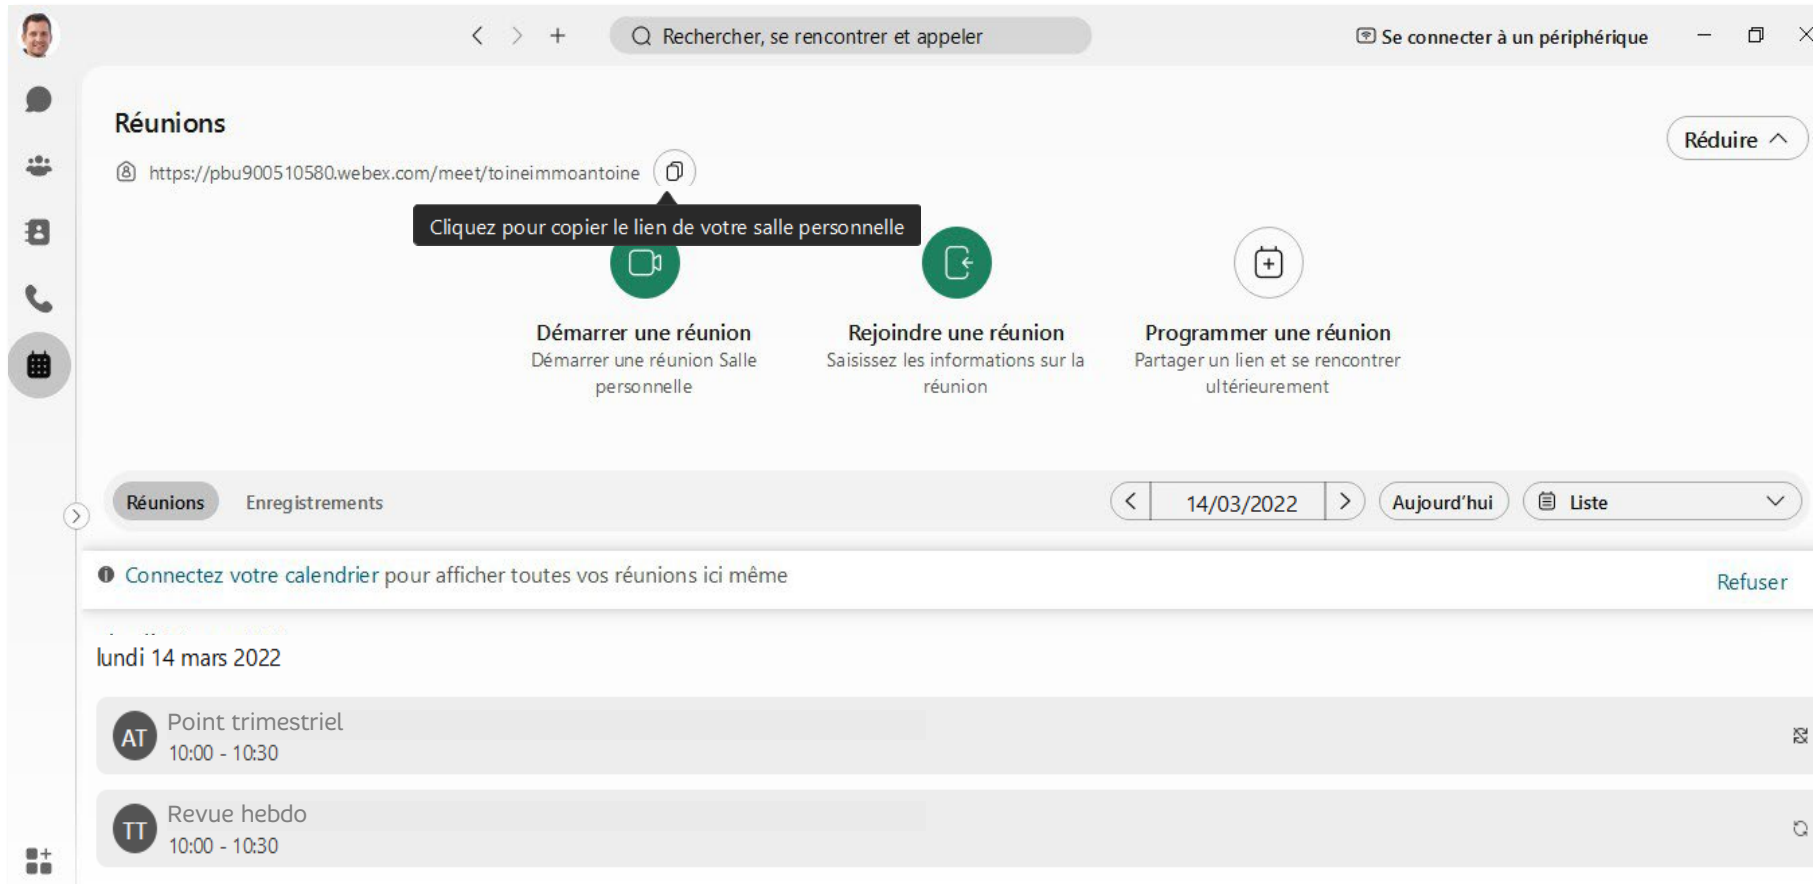 Rechercher, se rencontrer et appeler
Se connecter à un périphérique
Réunions
Réduire
https://pbu900510580.webex.com/meet/toineimmoantoine
Cliquez pour copier le lien de votre salle personnelle
Démarrer une réunion
Démarrer une réunion Salle
personnelle
Rejoindre une réunion
Saisissez les informations sur la
réunion
Programmer une réunion
Partager un lien et se rencontrer
ultérieurement
Réunions
Enregistrements
14/03/2022
Aujourd'hui
Liste
Connectez votre calendrier pour afficher toutes vos réunions ici même
Refuser
lundi 14 mars 2022
AT
Point trimestriel
10:00 - 10:30
TT
Revue hebdo
10:00 - 10:30